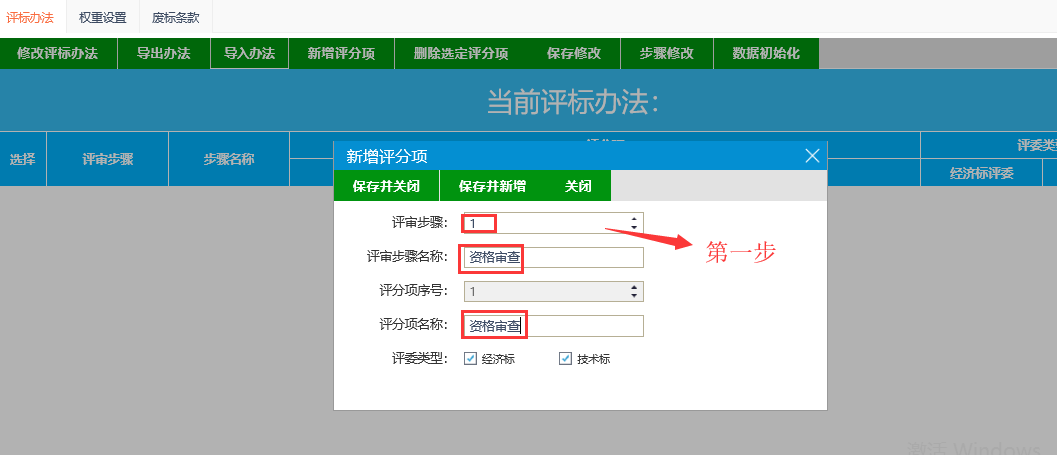 评标办法 权重设置 废标条款
修改评标办法 导出办法 导入办法 新增评分项 删除选定评分项 保存修改 步骤修改 数据初始化
当前评标办法：
选择 评审步骤 步骤名称
评委类
经济标评委
新增评分项
保存并关闭 保存并新增 关闭
评审步骤： 1
第一步
评审步骤名称： 资格审查
评分项序号： 1
评分项名称： 资格审查
评委类型： 经济标 技术标
激活 Windows